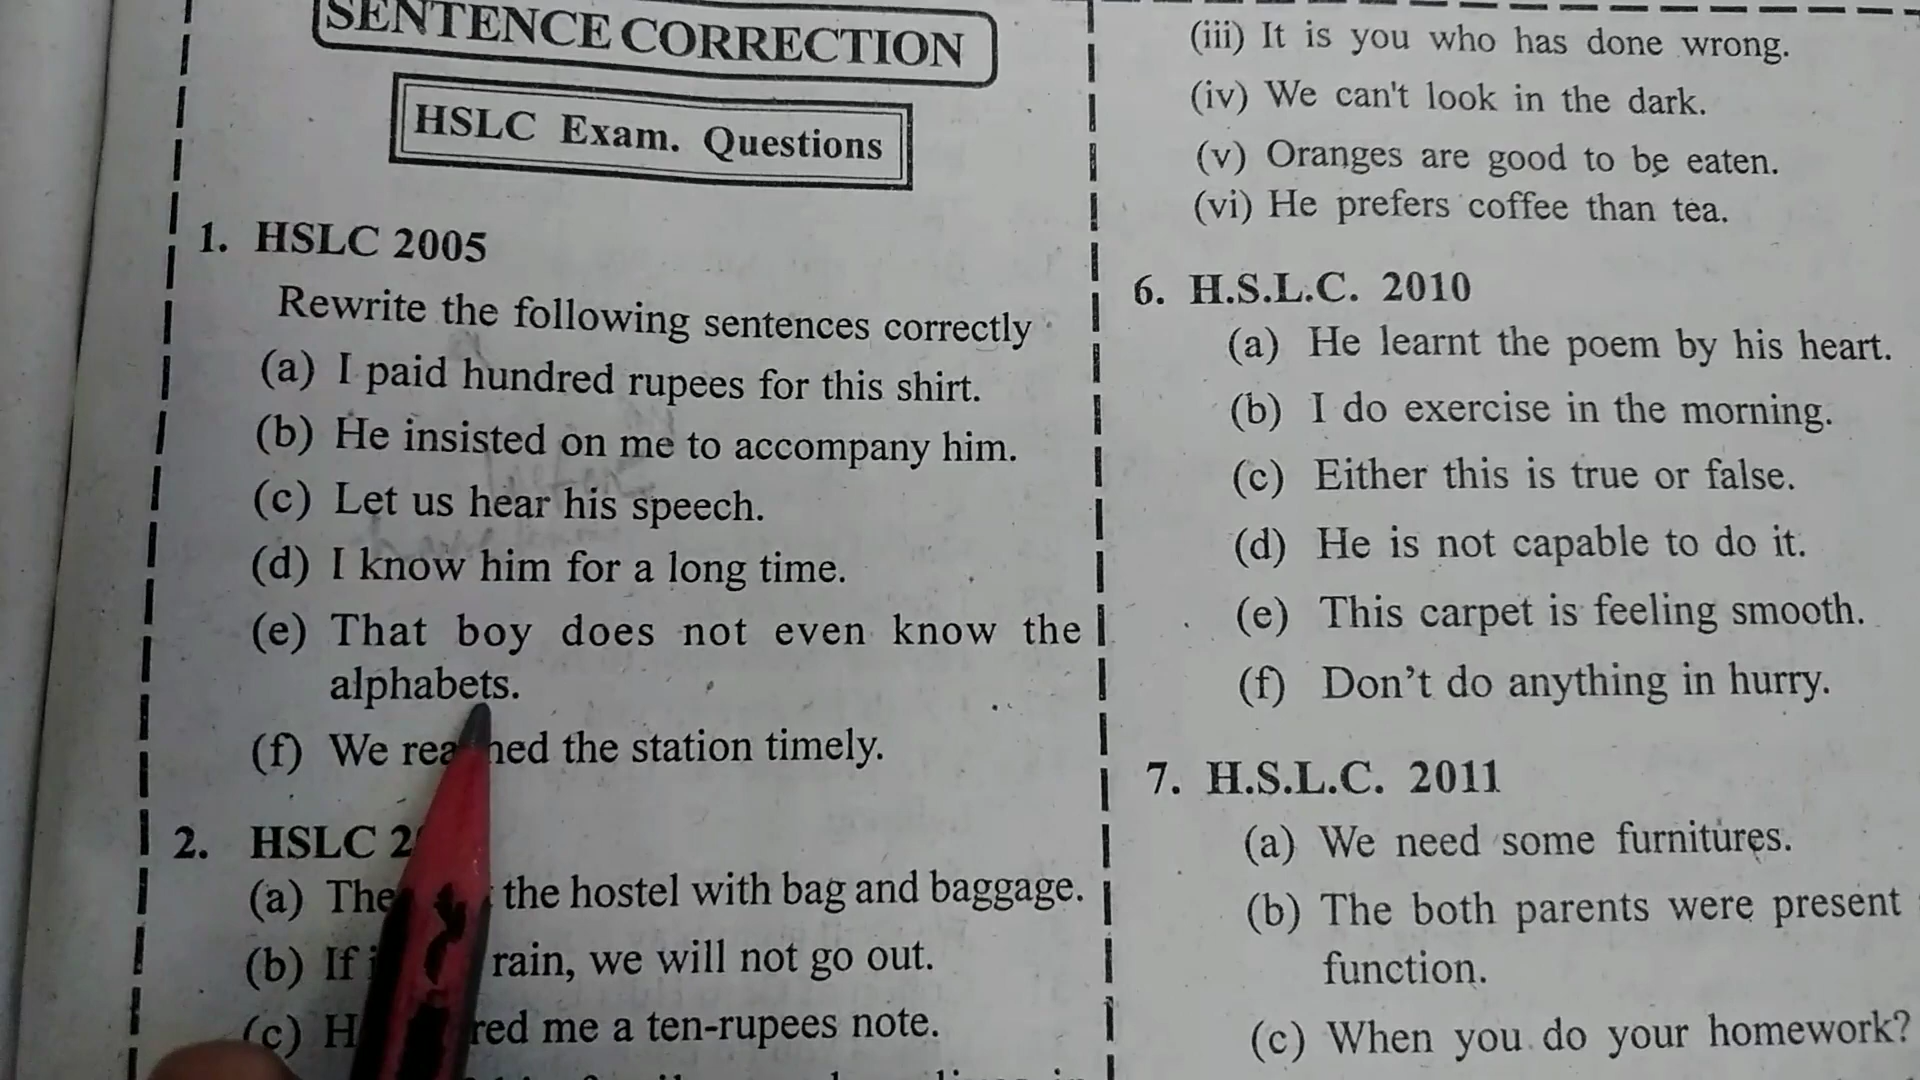 SENTENCE CORRECTION
HSLC Exam. Questions
1. HSLC 2005
Rewrite the following sentences correctly
(a) I paid hundred rupees for this shirt.
(b) He insisted on me to accompany him.
(c) Let us hear his speech.
(d) I know him for a long time.
(e) That boy does not even know the
alphabets.
(f) We reached the station timely.
2. HSLC
(a) the hostel with bag and baggage.
(b) If rain, we will not go out.
(c) me a ten-rupees note.
(iii) It is you who has done wrong.
(iv) We can't look in the dark.
(v) Oranges are good to be eaten.
(vi) He prefers coffee than tea.
6. H.S.L.C. 2010
(a) He learnt the poem by his heart.
(b) I do exercise in the morning.
(c) Either this is true or false.
(d) He is not capable to do it.
(e) This carpet is feeling smooth.
(f) Don't do anything in hurry.
7. H.S.L.C. 2011
(a) We need some furnitures.
(b) The both parents were present
function.
(c) When you do your homework?